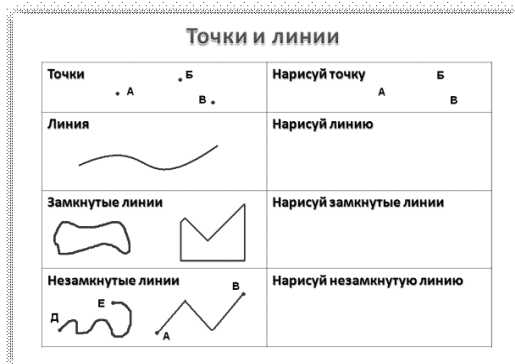 Точки и линии
Точки
Б
А
В
Нарисуй точку
Б
А
В
Линия
Нарисуй линию
Замкнутые линии
Нарисуй замкнутые линии
Незамкнутые линии
В
Е
Д
А
Нарисуй незамкнутую линию